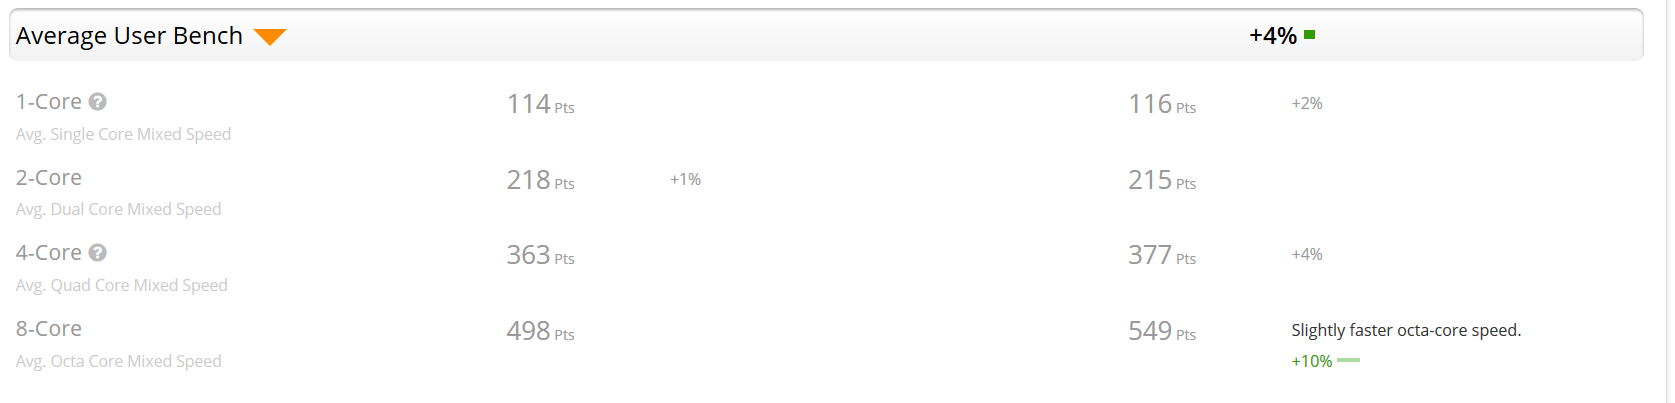 Average User Bench +4%
1-Core ? 114 Pts 116 Pts +2%
Avg. Single Core Mixed Speed
2-Core 218 Pts +1% 215 Pts
Avg. Dual Core Mixed Speed
4-Core ? 363 Pts 377 Pts +4%
Avg. Quad Core Mixed Speed
8-Core 498 Pts 549 Pts Slightly faster octa-core speed.
Avg. Octa Core Mixed Speed +10%